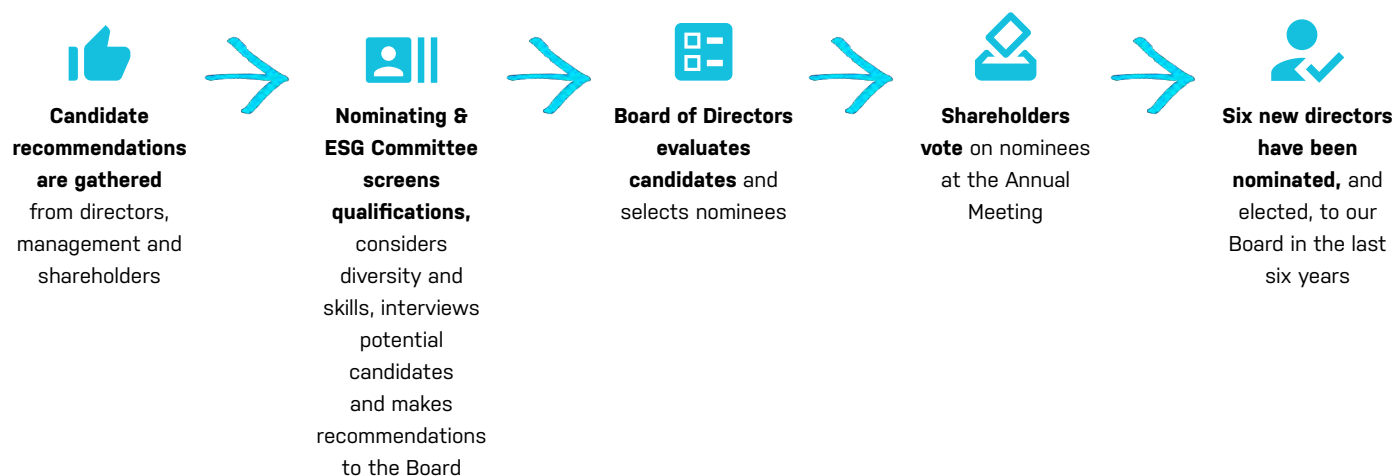 Candidate
recommendations
are gathered
from directors,
management and
shareholders
Nominating &
ESG Committee
screens
qualifications,
considers
diversity and
skills, interviews
potential
candidates
and makes
recommendations
to the Board
Board of Directors
evaluates
candidates and
selects nominees
Shareholders
vote on nominees
at the Annual
Meeting
Six new directors
have been
nominated, and
elected, to our
Board in the last
six years